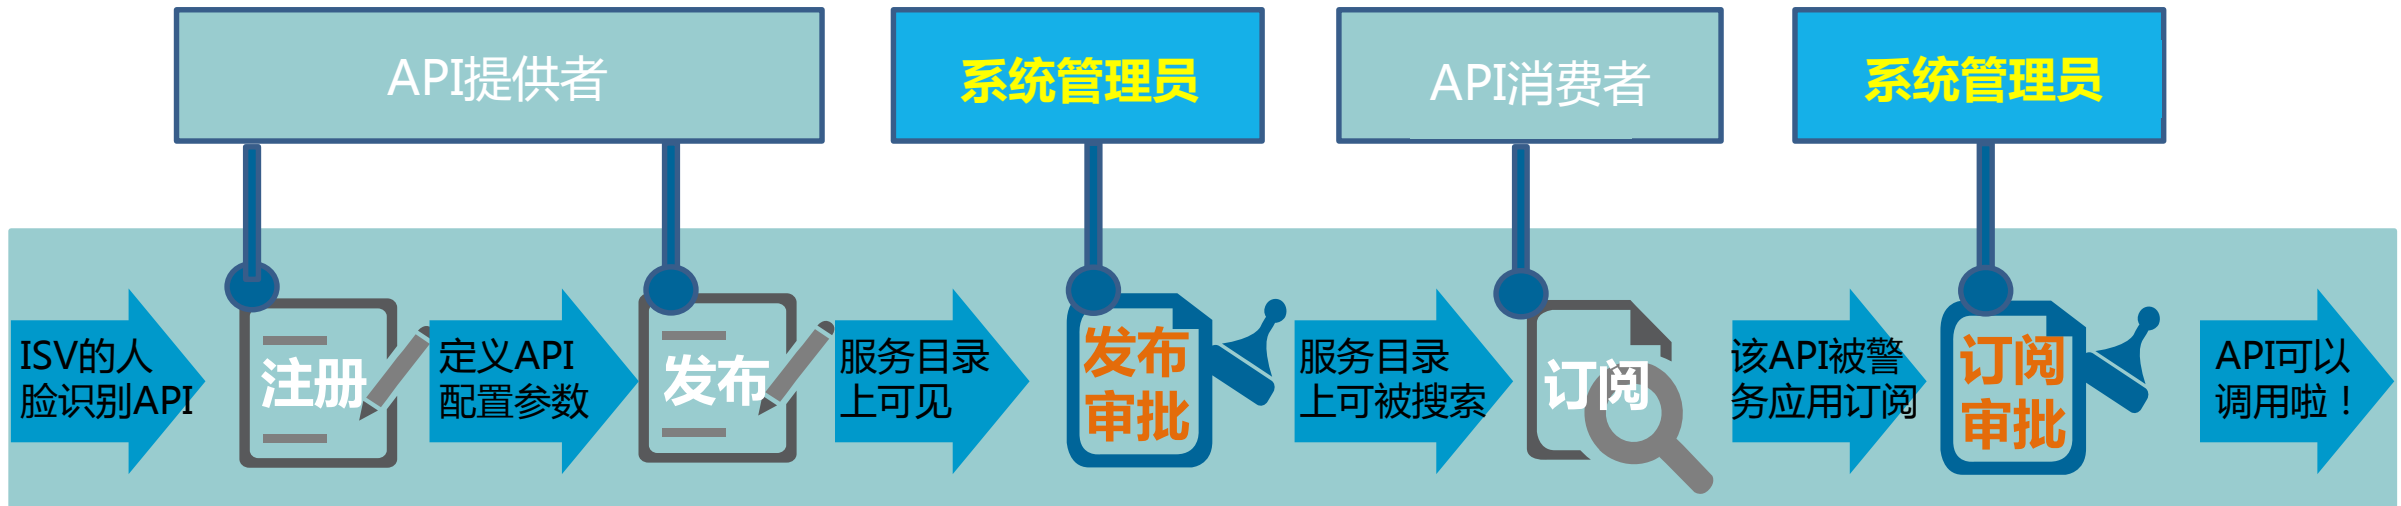 API提供者
系统管理员
API消费者
系统管理员
ISV的人
脸识别API
注册
定义API
配置参数
发布
服务目录
上可见
发布
审批
服务目录
上可被搜索
订阅
该API被警
务应用订阅
订阅
审批
API可以
调用啦！